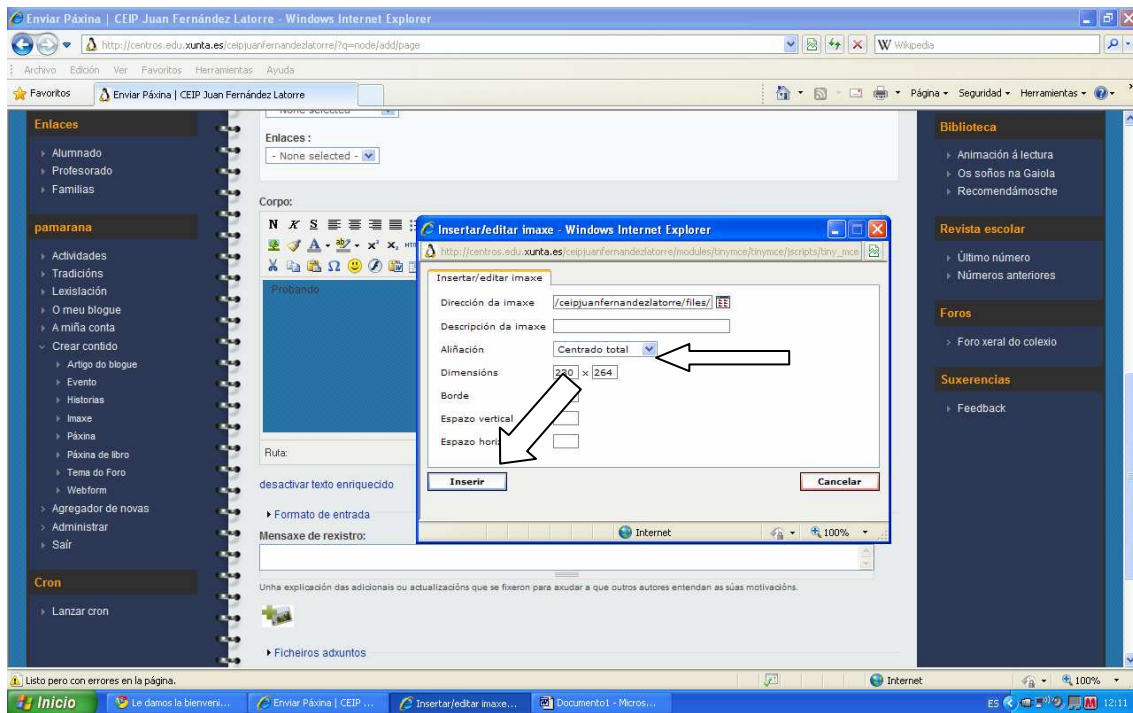 Enviar Páxina | CEIP Juan Fernández Latorre - Windows Internet Explorer
http://centros.edu.xunta.es/ceipjuanfernandezlatorre/?q=node/add/page
Wikipedia
Archivo Edición Ver Favoritos Herramientas Ayuda
Favoritos
Enviar Páxina | CEIP Juan Fernández Latorre
Página Seguridad Herramientas
Enlaces
Alumnado
Profesorado
Familias
pamarana
Actividades
Tradicións
Lexislación
O meu blogue
A miña conta
Crear contido
Artigo do blogue
Evento
Historias
Imaxe
Páxina
Páxina de libro
Tema do Foro
Webform
Agregador de novas
Administrar
Saír
Cron
Lanzar cron
None selected
Enlaces :
- None selected -
Corpo:
N K S
Probando
Ruta:
desactivar texto enriquecido
Formato de entrada
Mensaxe de rexistro:
Unha explicación das adicionais ou actualizacións que se fixeron para axudar a que outros autores entendan as súas motivacións.
Ficheiros adxuntos
Insertar/editar imaxe - Windows Internet Explorer
http://centros.edu.xunta.es/ceipjuanfernandezlatorre/modules/tinymce/tinymce/jscripts/tiny_mce
Insertar/editar imaxe
Dirección da imaxe /ceipjuanfernandezlatorre/files/
Descripción da imaxe
Aliñación Centrado total
Dimensións x 264
Borde
Espazo vertical
Espazo
Inserir
Cancelar
Internet 100%
Biblioteca
Animación á lectura
Os soños na Gaiola
Recomendámosche
Revista escolar
Último número
Números anteriores
Foros
Foro xeral do colexio
Suxerencias
Feedback
Listo pero con errores en la página.
Internet 100%
Inicio
Le damos la bienveni...
Enviar Páxina | CEIP ...
Insertar/editar imaxe...
Documento1 - Micros...
ES 12:11